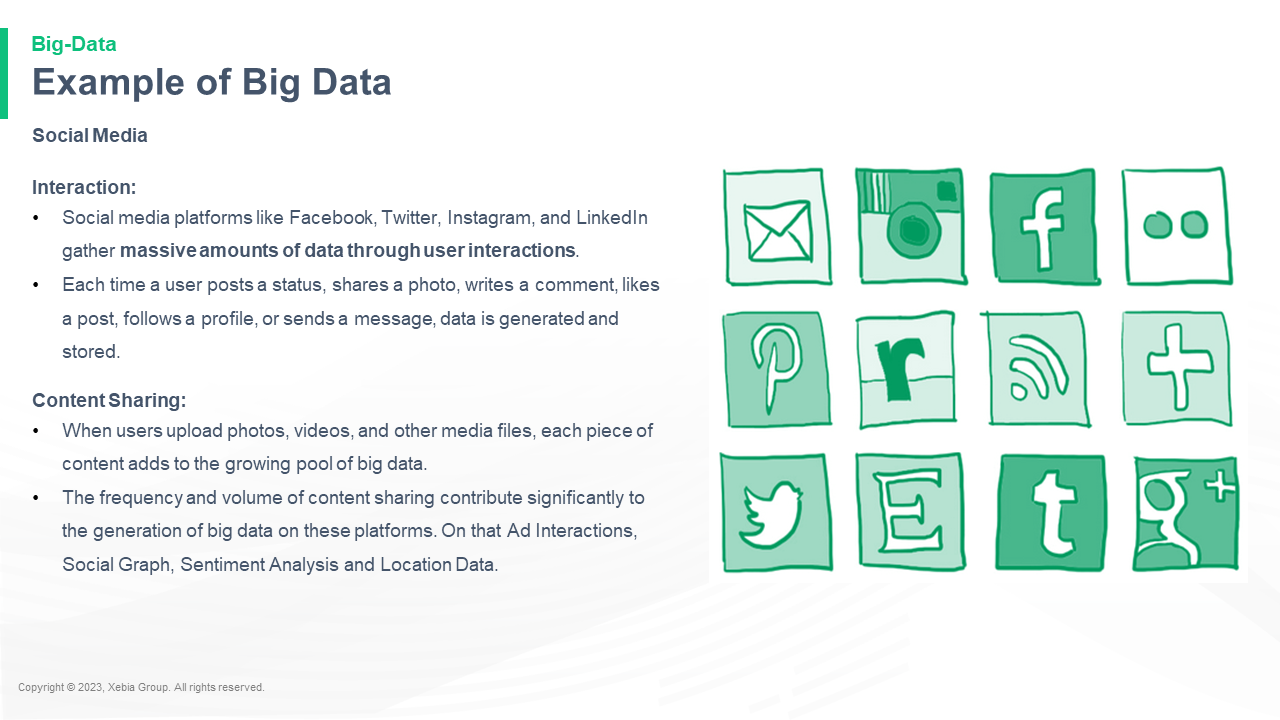 Big-Data
Example of Big Data
Social Media
Interaction:
• Social media platforms like Facebook, Twitter, Instagram, and LinkedIn
gather massive amounts of data through user interactions.
• Each time a user posts a status, shares a photo, writes a comment, likes
a post, follows a profile, or sends a message, data is generated and
stored.
Content Sharing:
• When users upload photos, videos, and other media files, each piece of
content adds to the growing pool of big data.
• The frequency and volume of content sharing contribute significantly to
the generation of big data on these platforms. On that Ad Interactions,
Social Graph, Sentiment Analysis and Location Data.
f
r
E
t
g+
Copyright © 2023, Xebia Group. All rights reserved.